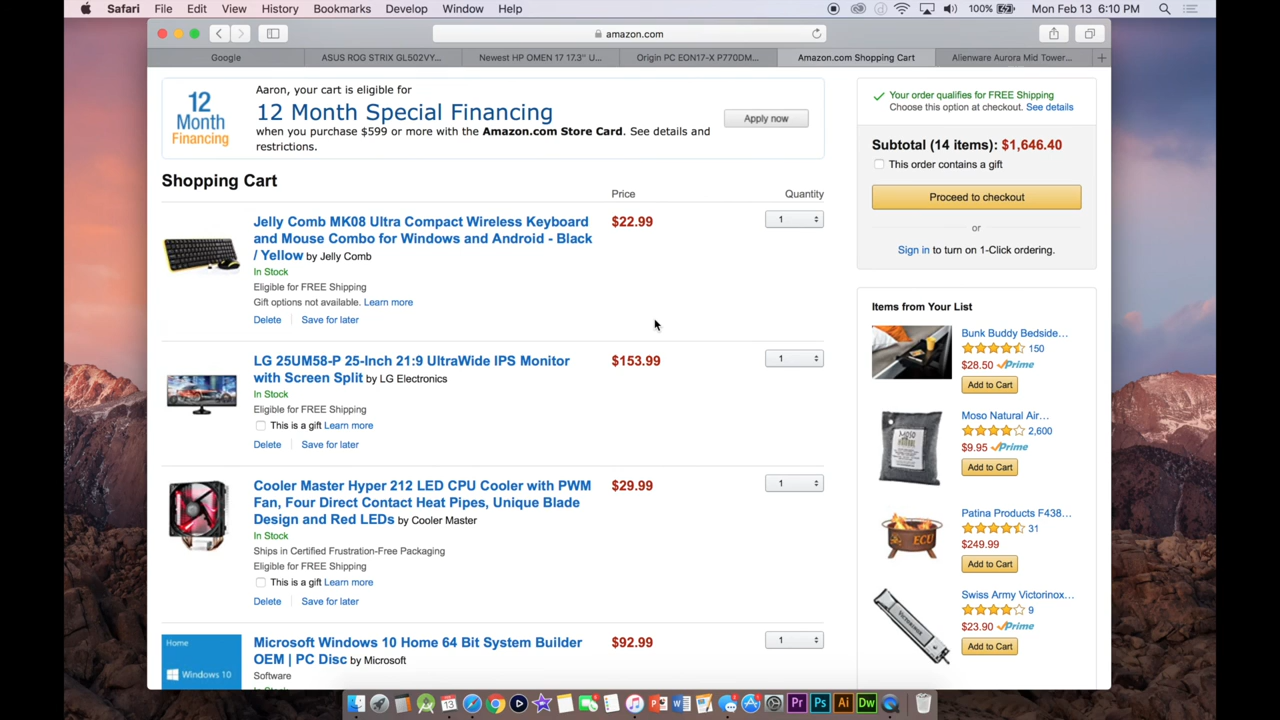 Safari File Edit View History Bookmarks Develop Window Help
100% Mon Feb 13 6:10 PM
amazon.com
Google
ASUS ROG STRIX GL502VY...
Newest HP OMEN 17 17.3" U...
Origin PC EON17-X P770DM...
Amazon.com Shopping Cart
Alienware Aurora Mid Tower...
12
Month
Financing
Aaron, your cart is eligible for
12 Month Special Financing
when you purchase $599 or more with the Amazon.com Store Card. See details and
restrictions.
Apply now
Shopping Cart
Price
Quantity
Jelly Comb MK08 Ultra Compact Wireless Keyboard
and Mouse Combo for Windows and Android - Black
/ Yellow by Jelly Comb
In Stock
Eligible for FREE Shipping
Gift options not available. Learn more
Delete Save for later
$22.99
1
LG 25UM58-P 25-Inch 21:9 UltraWide IPS Monitor
with Screen Split by LG Electronics
In Stock
Eligible for FREE Shipping
This is a gift Learn more
Delete Save for later
$153.99
1
Cooler Master Hyper 212 LED CPU Cooler with PWM
Fan, Four Direct Contact Heat Pipes, Unique Blade
Design and Red LEDs by Cooler Master
In Stock
Ships in Certified Frustration-Free Packaging
Eligible for FREE Shipping
This is a gift Learn more
Delete Save for later
$29.99
1
Home
Windows 10
Microsoft Windows 10 Home 64 Bit System Builder
OEM | PC Disc by Microsoft
Software
In Stock
$92.99
1
Your order qualifies for FREE Shipping
Choose this option at checkout. See details
Subtotal (14 items): $1,646.40
This order contains a gift
Proceed to checkout
or
Sign in to turn on 1-Click ordering.
Items from Your List
Bunk Buddy Bedside...
150
$28.50 Prime
Add to Cart
Moso Natural Air...
2,600
$9.95 Prime
Add to Cart
Patina Products F438...
31
$249.99
Add to Cart
ECU
Swiss Army Victorinox...
9
$23.90 Prime
Add to Cart
Pr Ps Ai Dw